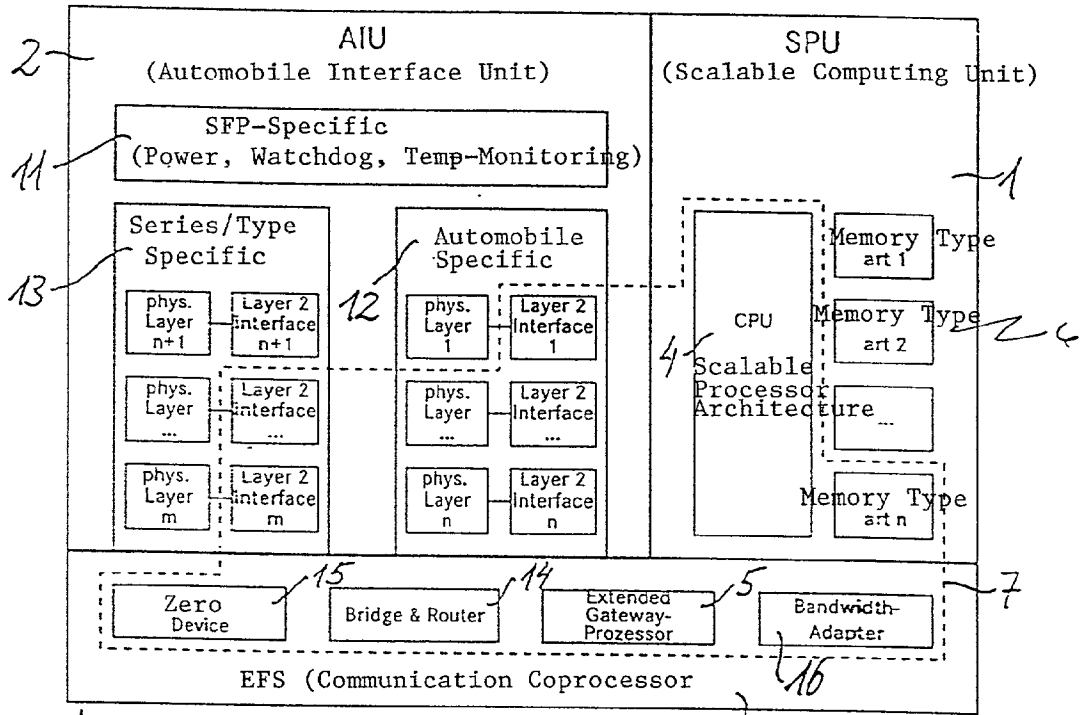 AIU
(Automobile Interface Unit)
SPU
(Scalable Computing Unit)
2
SFP-Specific
(Power, Watchdog, Temp-Monitoring)
11
1
Series/Type
Specific
13
Automobile
Specific
12
phys.
Layer
n+1
Layer 2
interface
n+1
phys.
Layer
...
Layer 2
interface
...
phys.
Layer
m
Layer 2
interface
m
phys.
Layer
1
Layer 2
Interface
1
phys.
Layer
...
Layer 2
Interface
...
phys.
Layer
n
Layer 2
Interface
n
CPU
4
Scalable
Processor
Architecture
Memory Type
art 1
Memory Type
art 2
6
...
Memory Type
art n
15
14
5
7
Zero
Device
Bridge & Router
Extended
Gateway-
Prozessor
Bandwidth-
Adapter
16
EFS (Communication Coprocessor